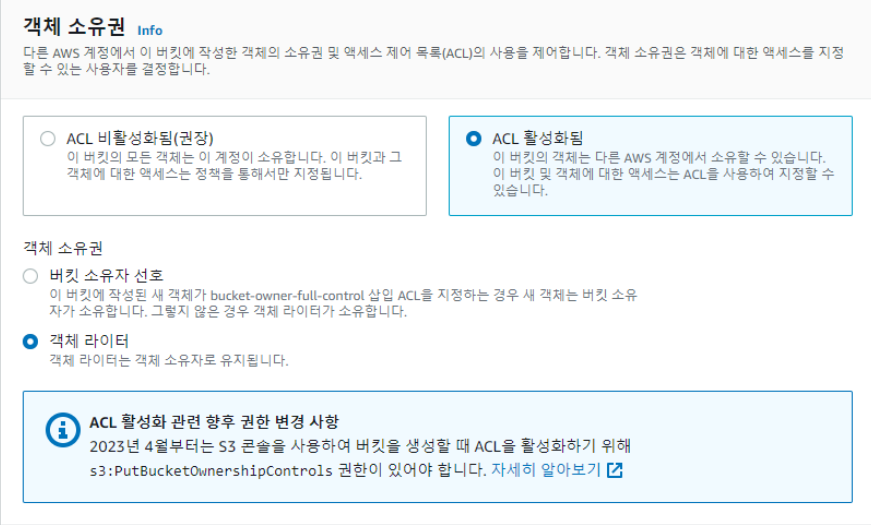 객체 소유권 Info
다른 AWS 계정에서 이 버킷에 작성한 객체의 소유권 및 액세스 제어 목록(ACL)의 사용을 제어합니다. 객체 소유권은 객체에 대한 액세스를 지정
할 수 있는 사용자를 결정합니다.
ACL 비활성화됨(권장)
이 버킷의 모든 객체는 이 계정이 소유합니다. 이 버킷과 그
객체에 대한 액세스는 정책을 통해서만 지정됩니다.
ACL 활성화됨
이 버킷의 객체는 다른 AWS 계정에서 소유할 수 있습니다.
이 버킷 및 객체에 대한 액세스는 ACL을 사용하여 지정할 수
있습니다.
객체 소유권
버킷 소유자 선호
이 버킷에 작성된 새 객체가 bucket-owner-full-control 삽입 ACL을 지정하는 경우 새 객체는 버킷 소유
자가 소유합니다. 그렇지 않은 경우 객체 라이터가 소유합니다.
객체 라이터
객체 라이터는 객체 소유자로 유지됩니다.
ACL 활성화 관련 향후 권한 변경 사항
2023년 4월부터는 S3 콘솔을 사용하여 버킷을 생성할 때 ACL을 활성화하기 위해
s3:PutBucketOwnershipControls 권한이 있어야 합니다. 자세히 알아보기